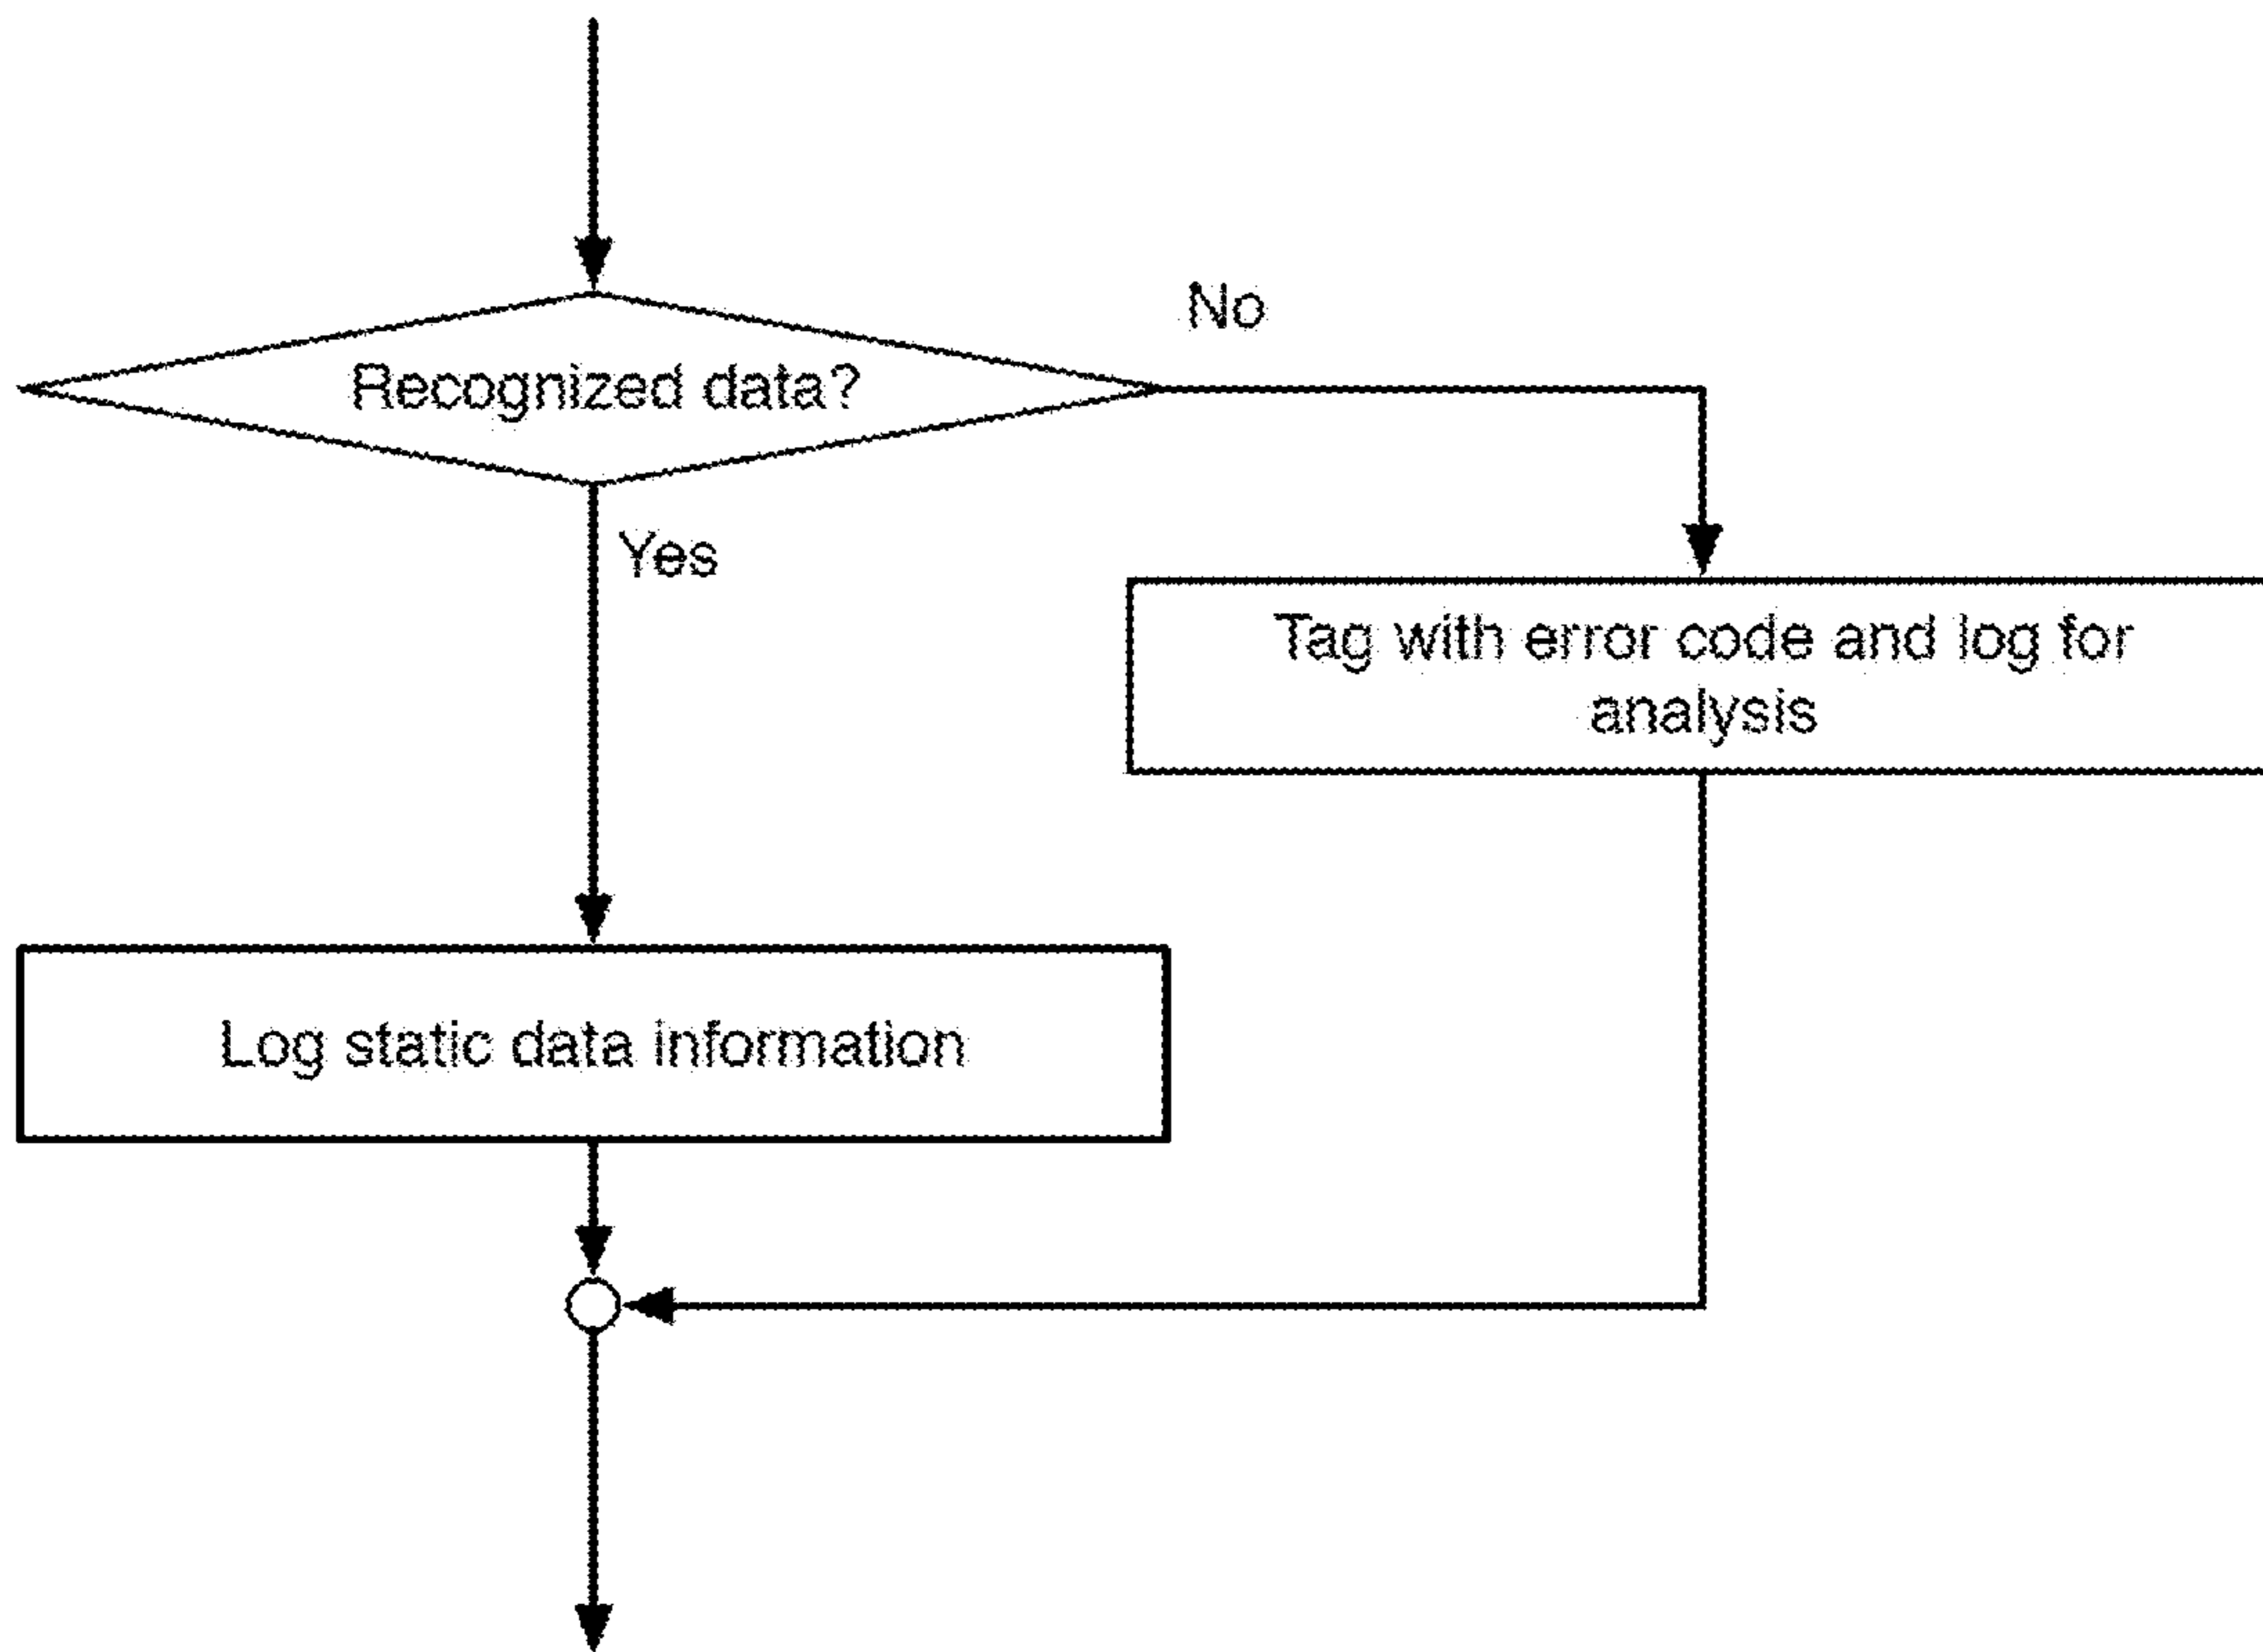 No
Recognized data?
Yes
Tag with error code and log for
analysis
Log static data information